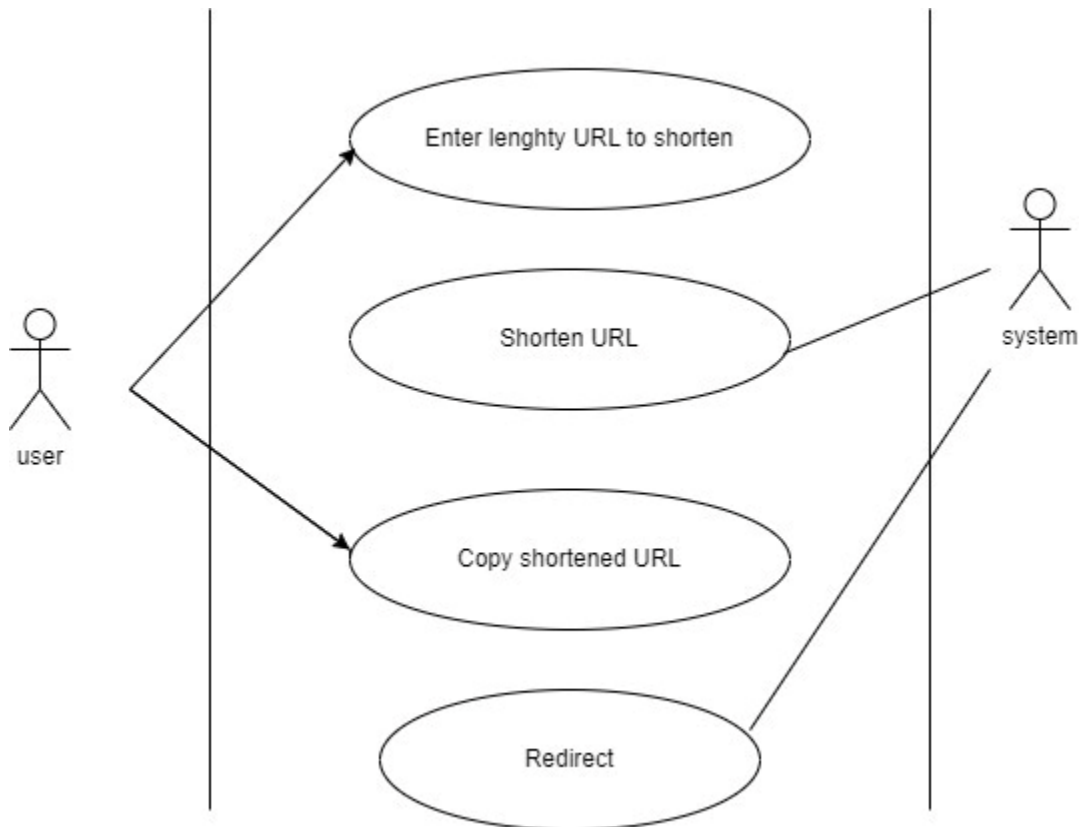 Enter lenghty URL to shorten
Shorten URL
system
user
Copy shortened URL
Redirect